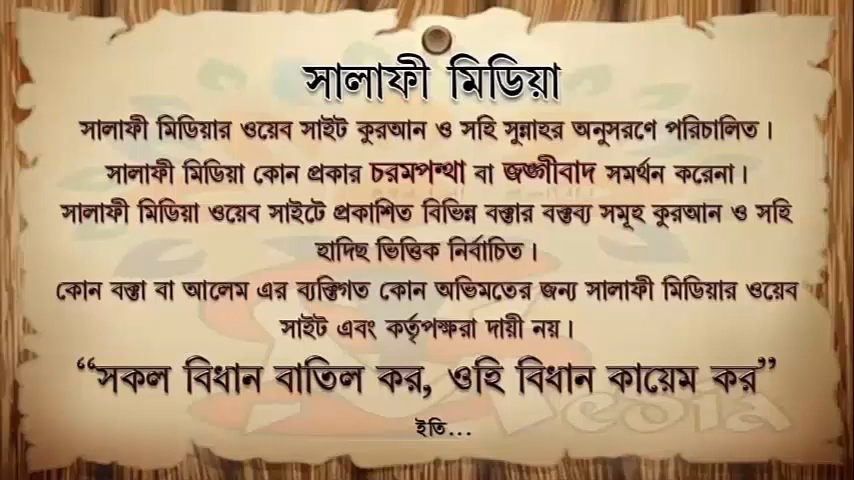 সালাফী মিডিয়া
সালাফী মিডিয়ার ওয়েব সাইট কুরআন ও সহি সুন্নাহর অনুসরণে পরিচালিত।
সালাফী মিডিয়া কোন প্রকার চরমপন্থা বা জঙ্গীবাদ সমর্থন করেনা।
সালাফী মিডিয়া ওয়েব সাইটে প্রকাশিত বিভিন্ন বক্তার বক্তব্য সমূহ কুরআন ও সহি
হাদিছ ভিত্তিক নির্বাচিত।
কোন বক্তা বা আলেম এর ব্যক্তিগত কোন অভিমতের জন্য সালাফী মিডিয়ার ওয়েব
সাইট এবং কর্তৃপক্ষরা দায়ী নয়।
“সকল বিধান বাতিল কর, ওহি বিধান কায়েম কর”
ইতি...